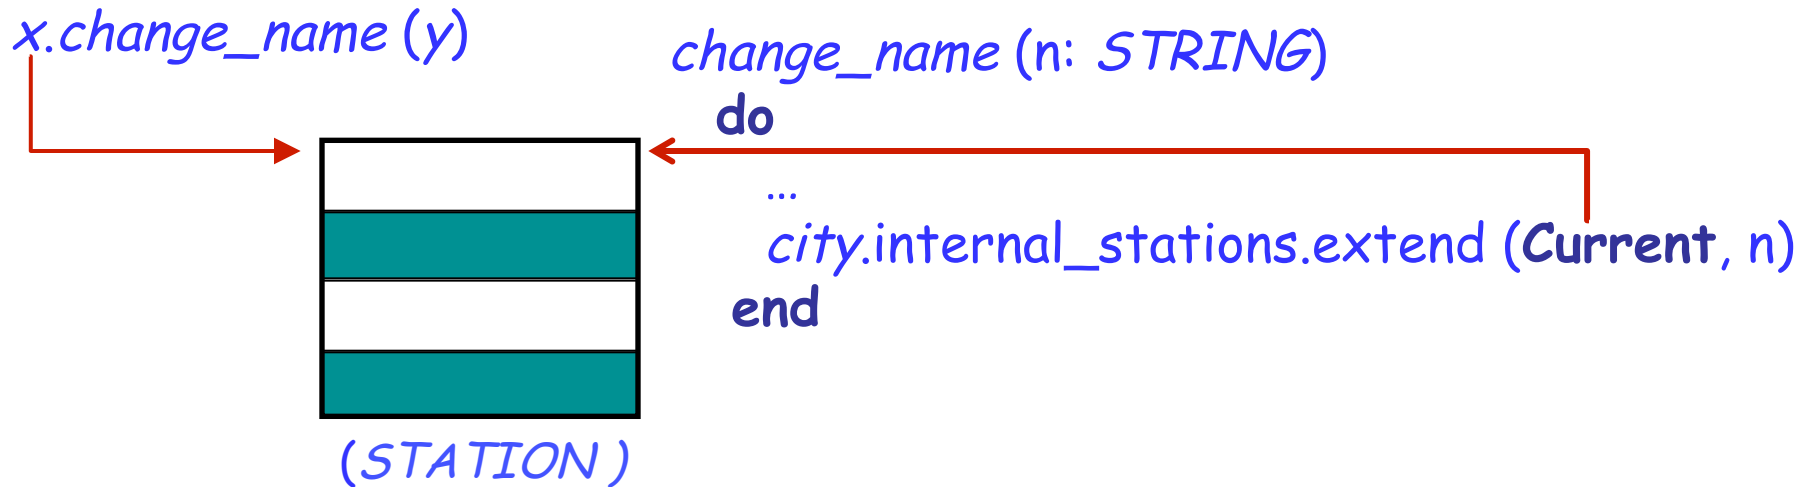 x.change_name (y)
change_name (n: STRING)
do
...
city.internal_stations.extend (Current, n)
end
(STATION )